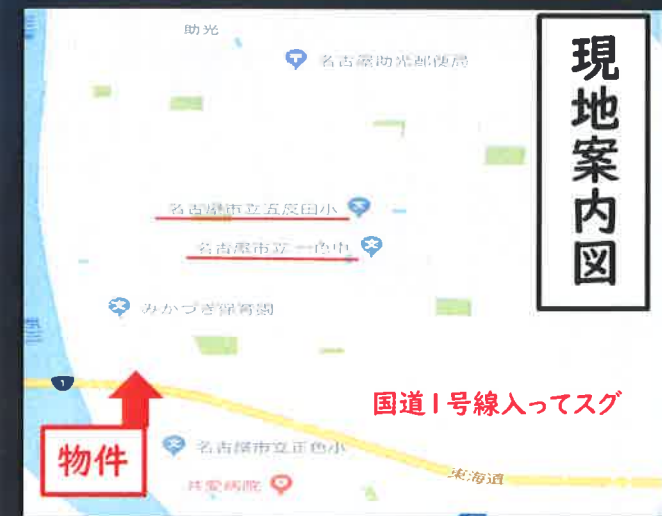 現地案内図
助光
名古屋助光郵便局
名古屋市立五反田小
名古屋市立一色中
みかづき保育園
1
国道1号線入ってスグ
物件
名古屋市立正色小
東海道
共愛病院